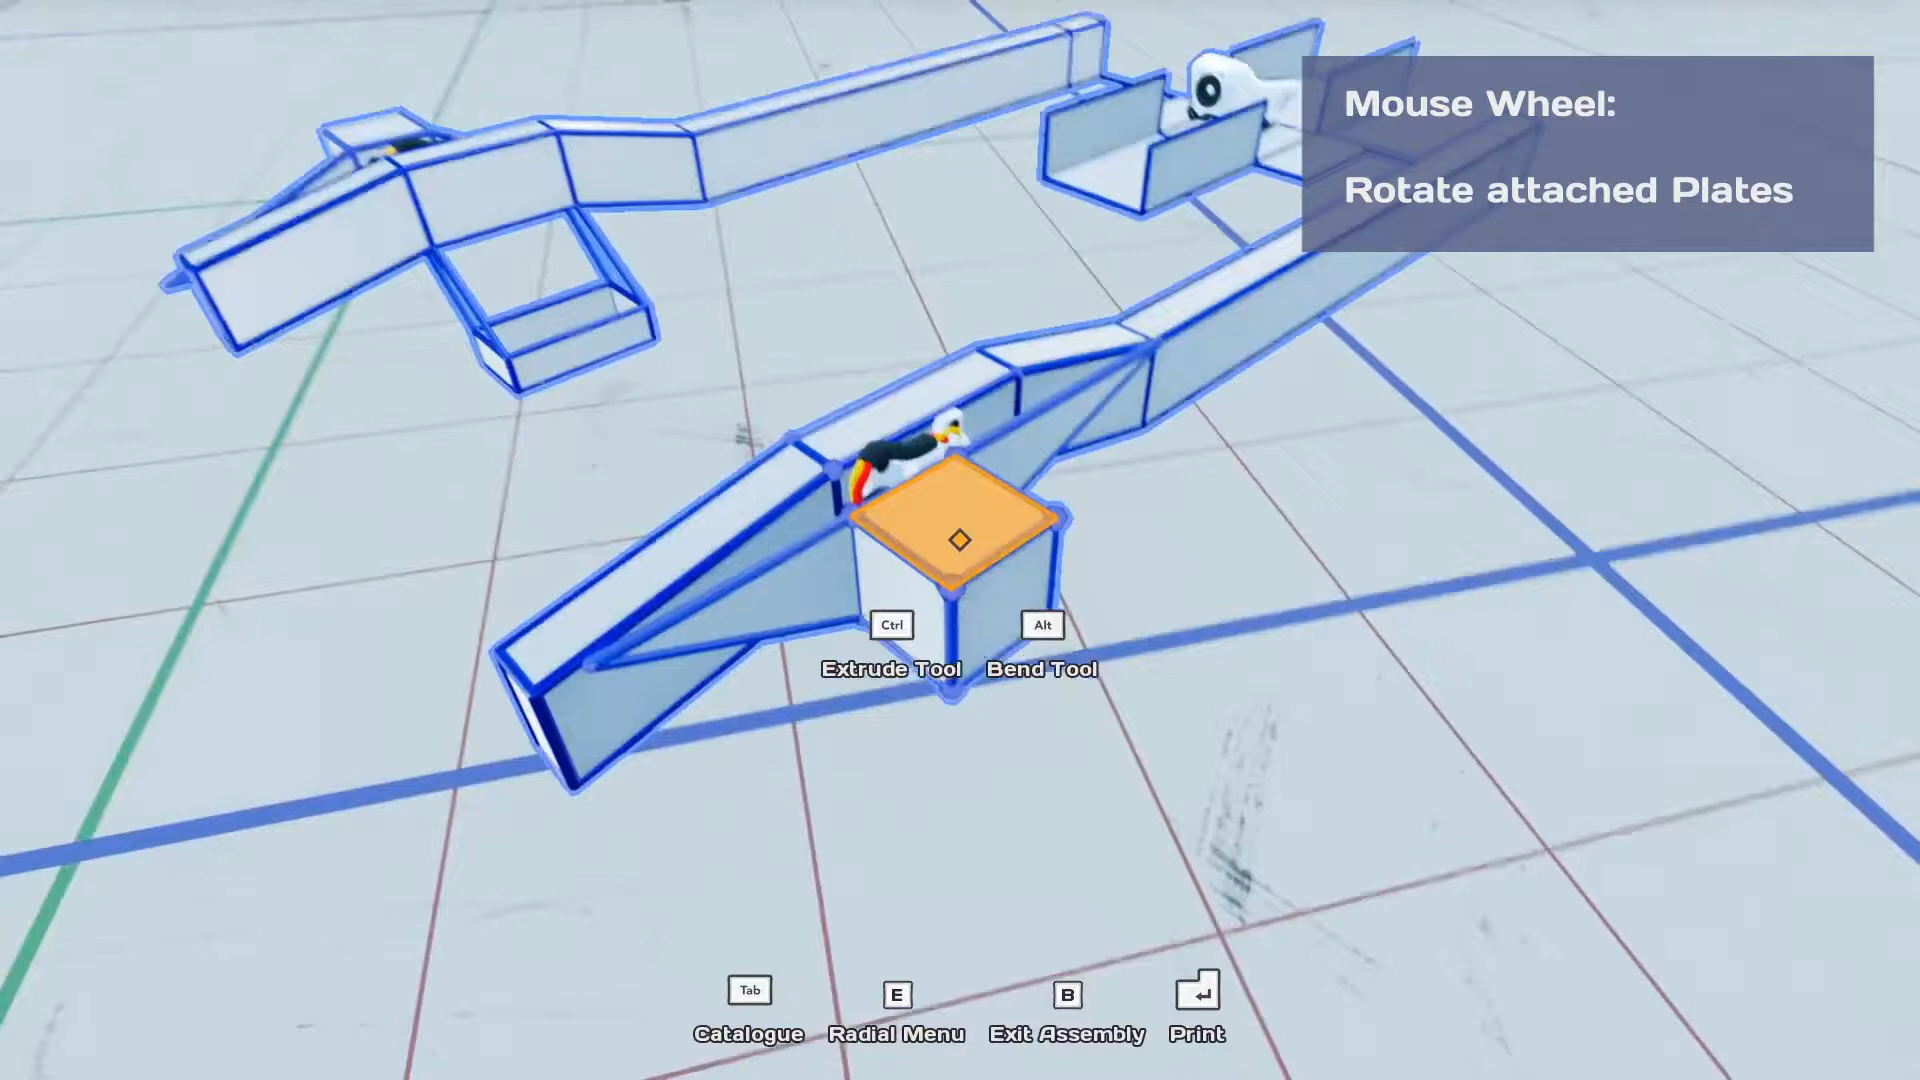 Mouse Wheel:
Rotate attached Plates
Ctrl
Alt
Extrude Tool
Bend Tool
Tab
E
B
Catalogue
Radial Menu
Exit Assembly
Print